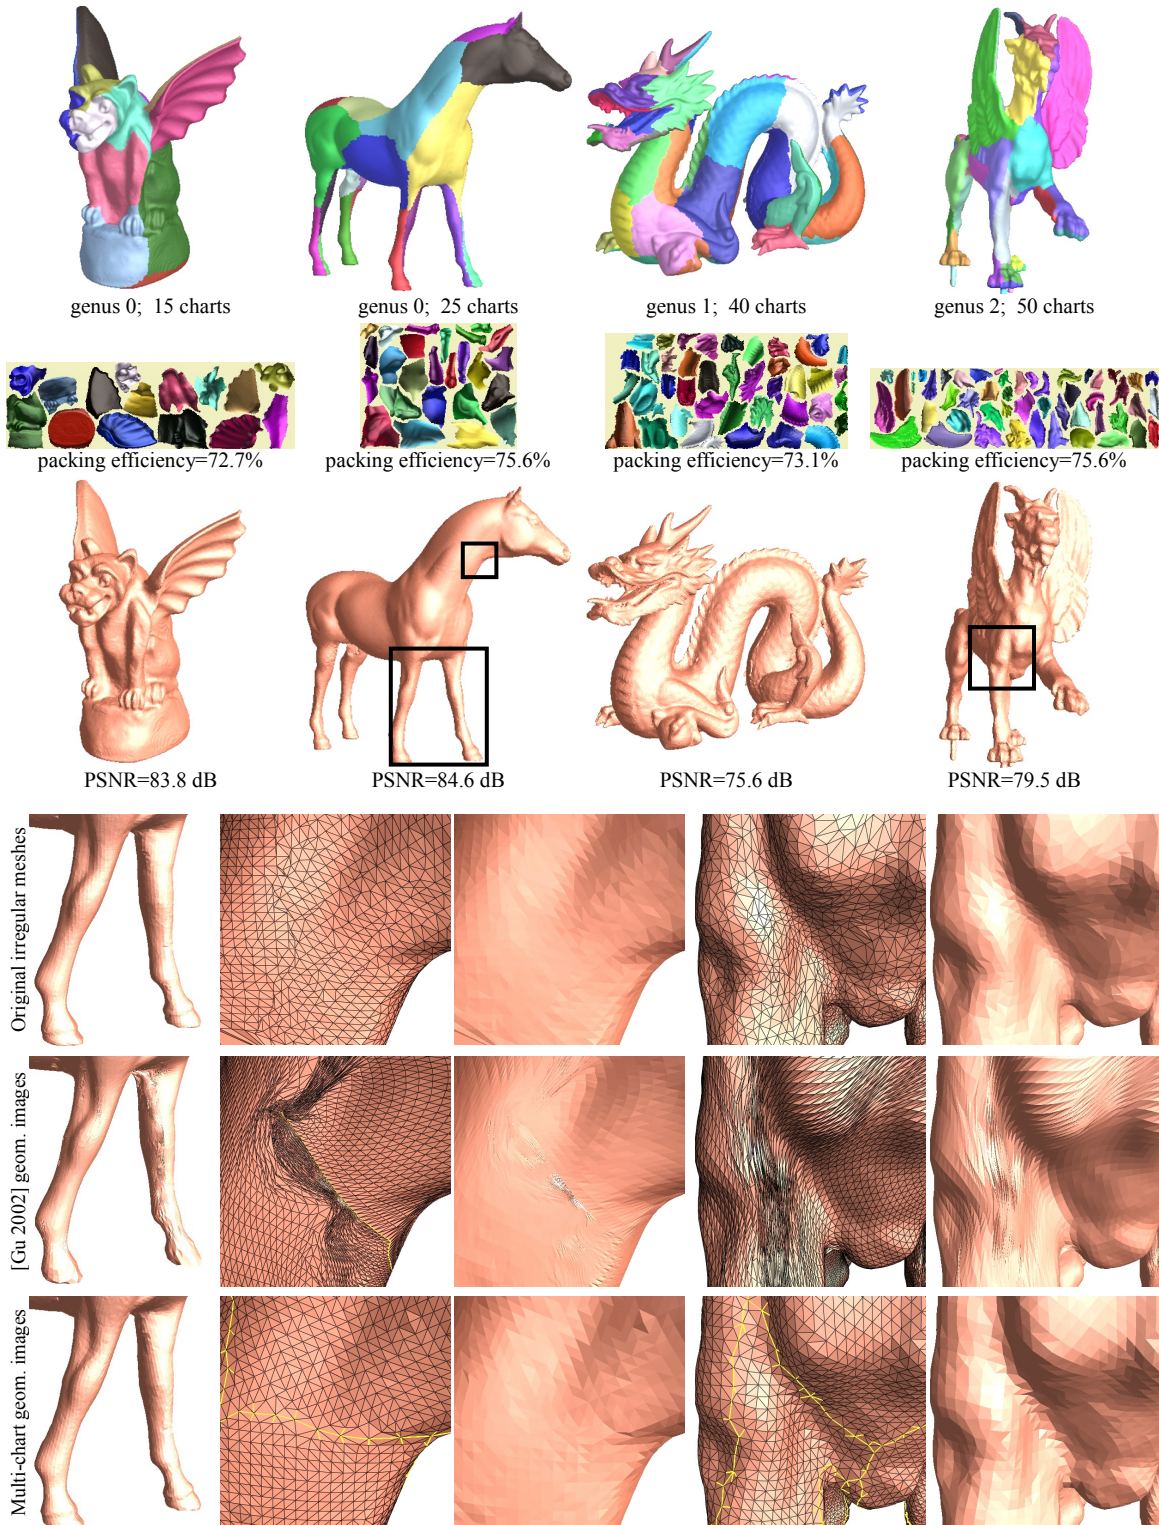 genus 0;  15 charts
genus 0;  25 charts
genus 1;  40 charts
genus 2;  50 charts
packing efficiency=72.7%
packing efficiency=75.6%
packing efficiency=73.1%
packing efficiency=75.6%
PSNR=83.8 dB
PSNR=84.6 dB
PSNR=75.6 dB
PSNR=79.5 dB
Original irregular meshes
[Gu 2002] geom. images
Multi-chart geom. images